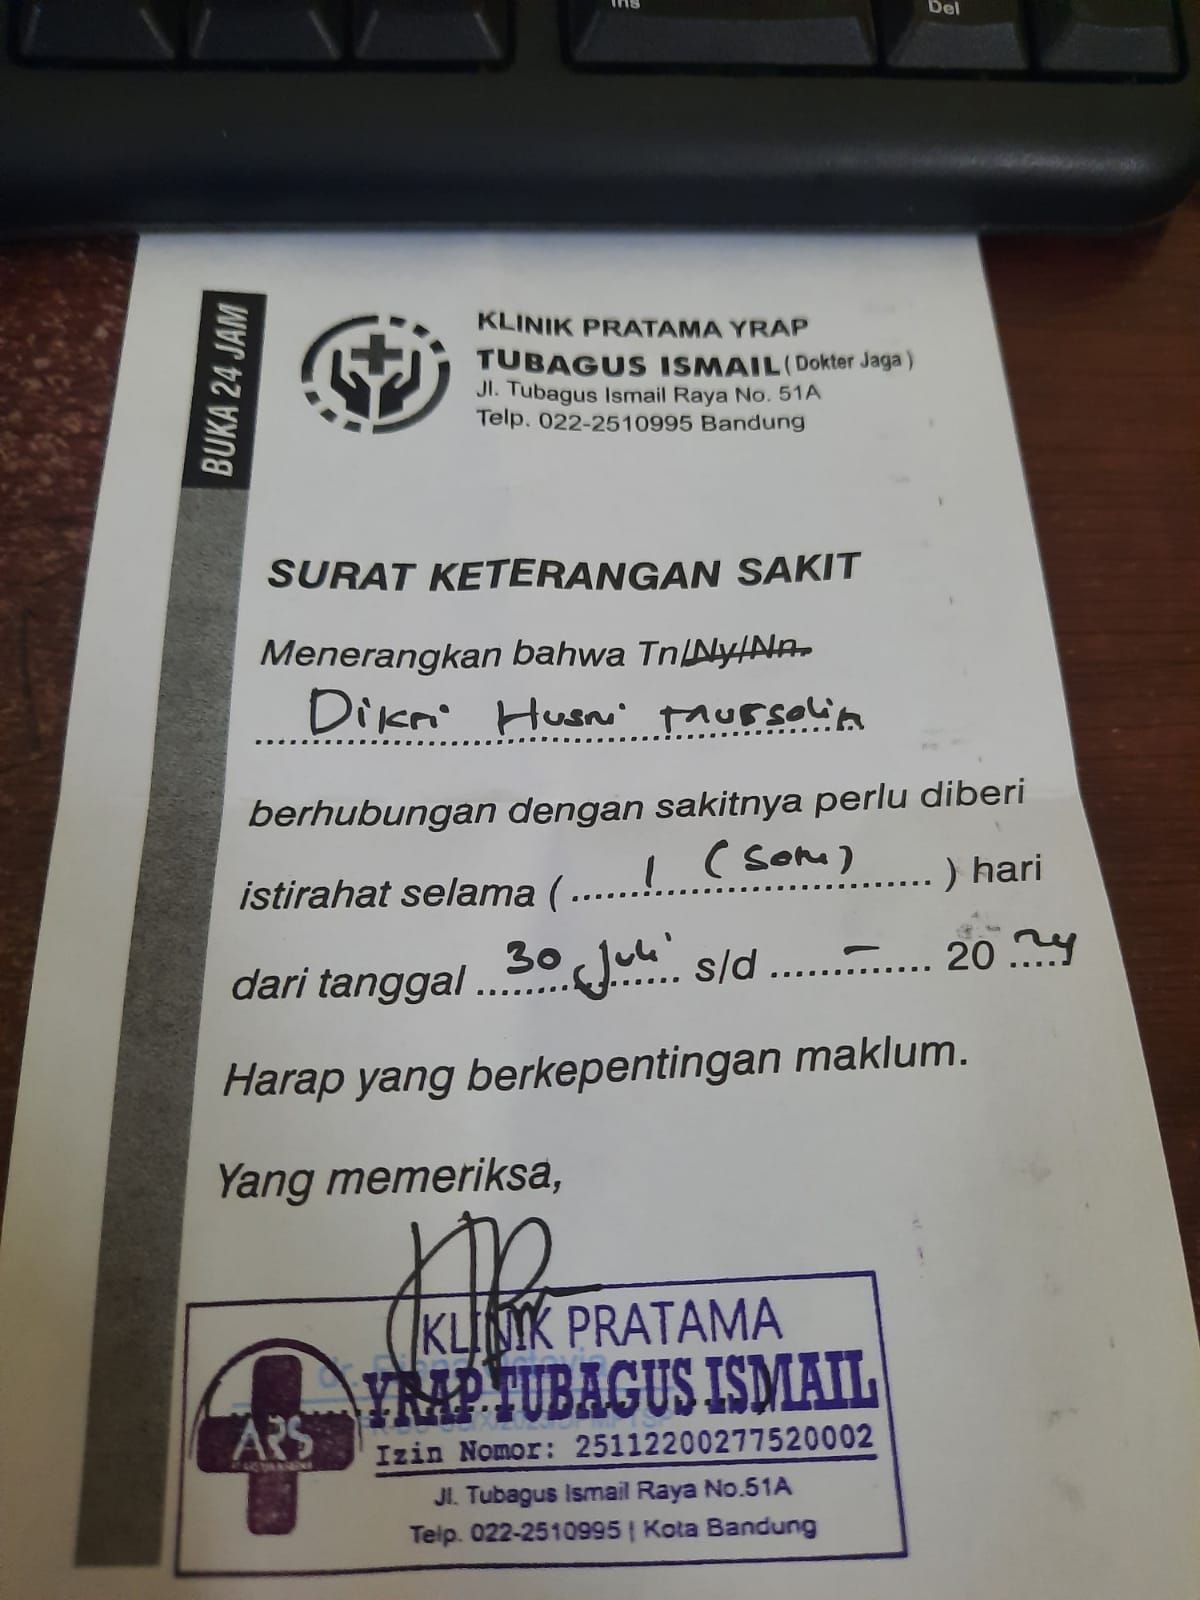 Ins
Del
BUKA 24 JAM
KLINIK PRATAMA YRAP
TUBAGUS ISMAIL (Dokter Jaga)
Jl. Tubagus Ismail Raya No. 51A
Telp. 022-2510995 Bandung
SURAT KETERANGAN SAKIT
Menerangkan bahwa Tn/Ny/Nn.
Dikri Husni Mursolin
berhubungan dengan sakitnya perlu diberi
istirahat selama (......1 (Satu)......) hari
dari tanggal ...30 Juli... s/d ...-... 20 24
Harap yang berkepentingan maklum.
Yang memeriksa,
KLINIK PRATAMA
YRAP TUBAGUS ISMAIL
ARS
Izin Nomor: 25112200277520002
Jl. Tubagus Ismail Raya No.51A
Telp. 022-2510995 | Kota Bandung